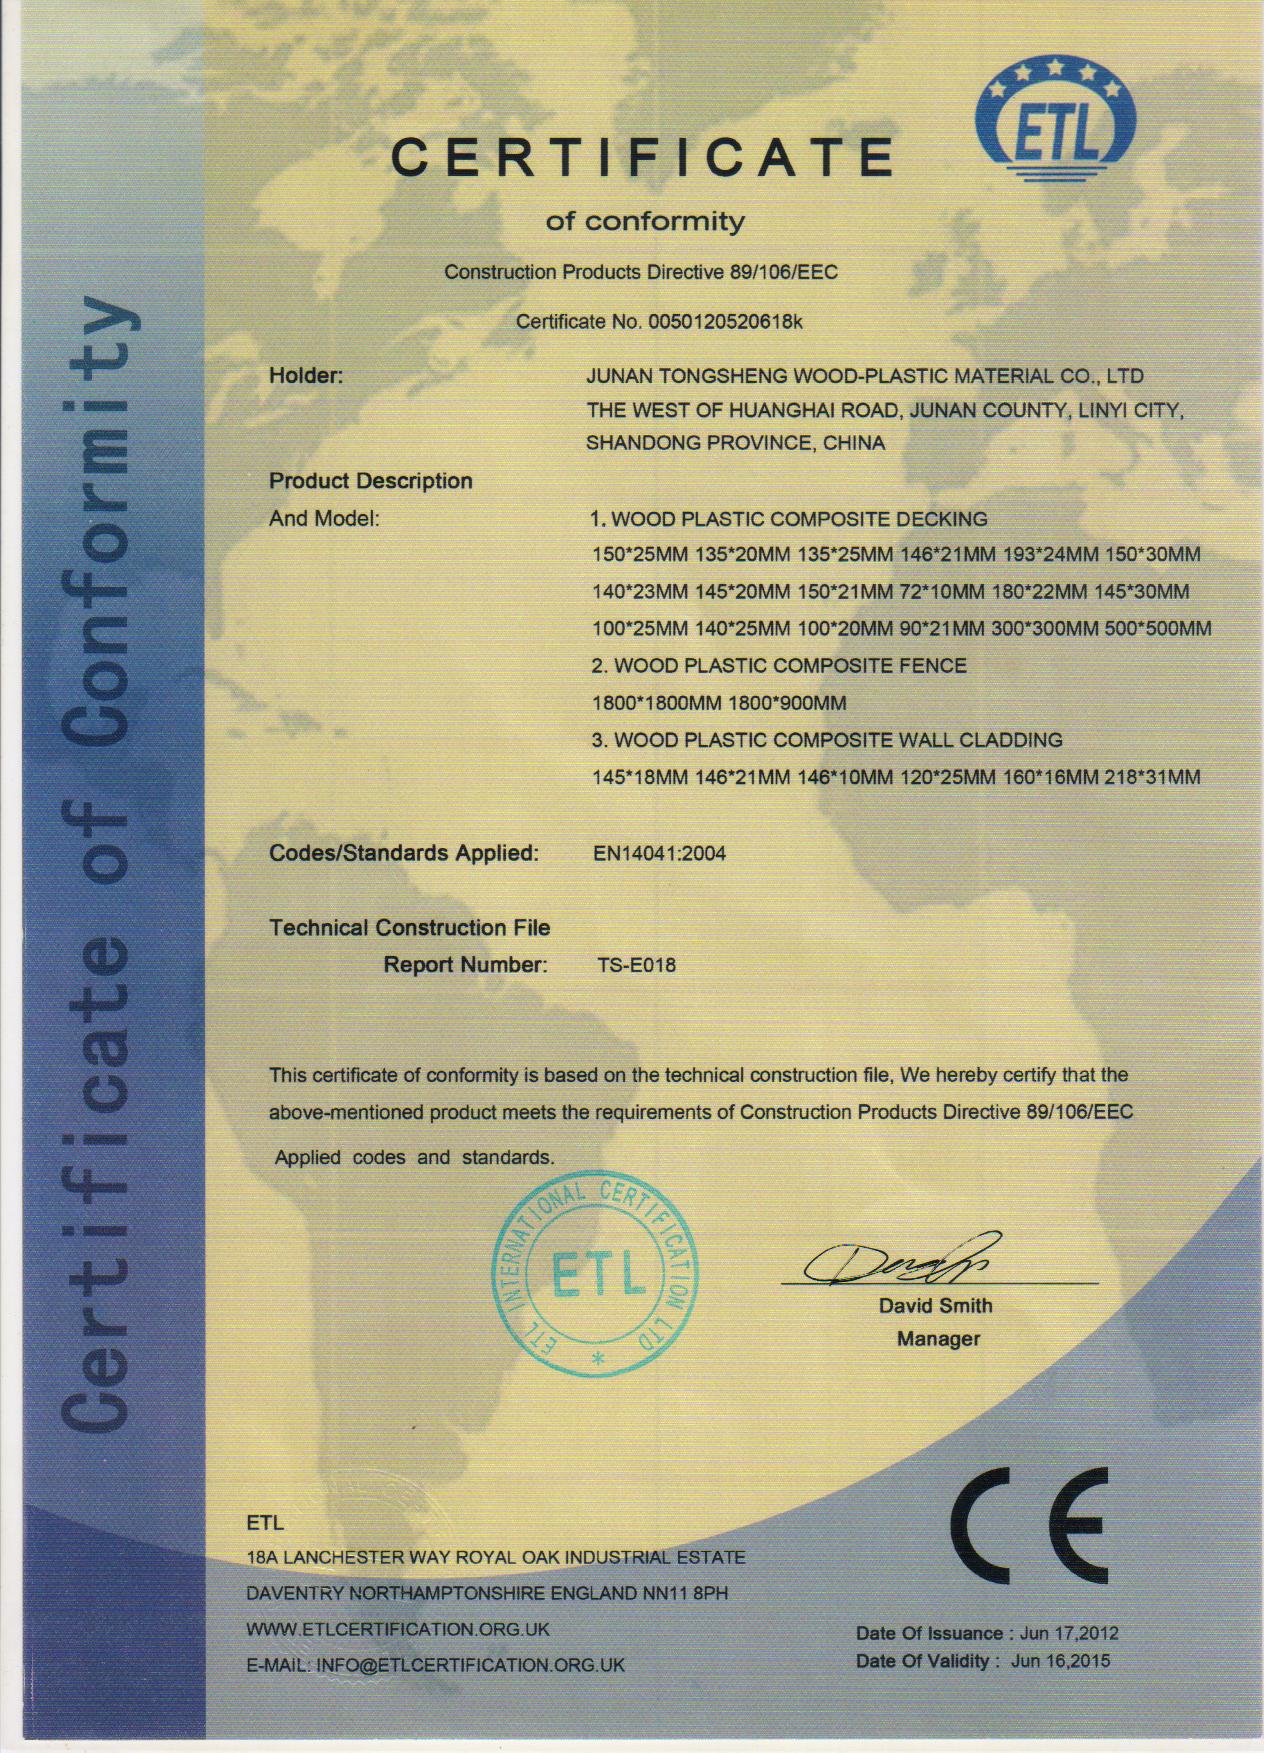 Certificate of Conformity
ETL
CERTIFICATE
of conformity
Construction Products Directive 89/106/EEC
Certificate No. 0050120520618k
Holder: JUNAN TONGSHENG WOOD-PLASTIC MATERIAL CO., LTD
THE WEST OF HUANGHAI ROAD, JUNAN COUNTY, LINYI CITY,
SHANDONG PROVINCE, CHINA
Product Description
And Model: 1. WOOD PLASTIC COMPOSITE DECKING
150*25MM 135*20MM 135*25MM 146*21MM 193*24MM 150*30MM
140*23MM 145*20MM 150*21MM 72*10MM 180*22MM 145*30MM
100*25MM 140*25MM 100*20MM 90*21MM 300*300MM 500*500MM
2. WOOD PLASTIC COMPOSITE FENCE
1800*1800MM 1800*900MM
3. WOOD PLASTIC COMPOSITE WALL CLADDING
145*18MM 146*21MM 146*10MM 120*25MM 160*16MM 218*31MM
Codes/Standards Applied: EN14041:2004
Technical Construction File
Report Number: TS-E018
This certificate of conformity is based on the technical construction file, We hereby certify that the
above-mentioned product meets the requirements of Construction Products Directive 89/106/EEC
Applied codes and standards.
ETL INTERNATIONAL CERTIFICATION LTD
ETL
*
David Smith
Manager
CE
ETL
18A LANCHESTER WAY ROYAL OAK INDUSTRIAL ESTATE
DAVENTRY NORTHAMPTONSHIRE ENGLAND NN11 8PH
WWW.ETLCERTIFICATION.ORG.UK
E-MAIL: INFO@ETLCERTIFICATION.ORG.UK
Date Of Issuance : Jun 17,2012
Date Of Validity : Jun 16,2015